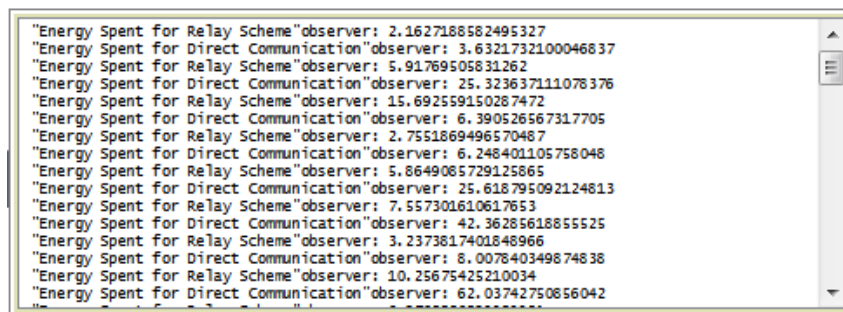 "Energy Spent for Relay Scheme"observer: 2.1627188582495327
"Energy Spent for Direct Communication"observer: 3.6321732100046837
"Energy Spent for Relay Scheme"observer: 5.91769505831262
"Energy Spent for Direct Communication"observer: 25.323637111078376
"Energy Spent for Relay Scheme"observer: 15.692559150287472
"Energy Spent for Direct Communication"observer: 6.390526567317705
"Energy Spent for Relay Scheme"observer: 2.7551869496570487
"Energy Spent for Direct Communication"observer: 6.248401105758048
"Energy Spent for Relay Scheme"observer: 5.8649085729125865
"Energy Spent for Direct Communication"observer: 25.618795092124813
"Energy Spent for Relay Scheme"observer: 7.557301610617653
"Energy Spent for Direct Communication"observer: 42.36285618855525
"Energy Spent for Relay Scheme"observer: 3.2373817401848966
"Energy Spent for Direct Communication"observer: 8.007840349874838
"Energy Spent for Relay Scheme"observer: 10.25675425210034
"Energy Spent for Direct Communication"observer: 62.03742750856042